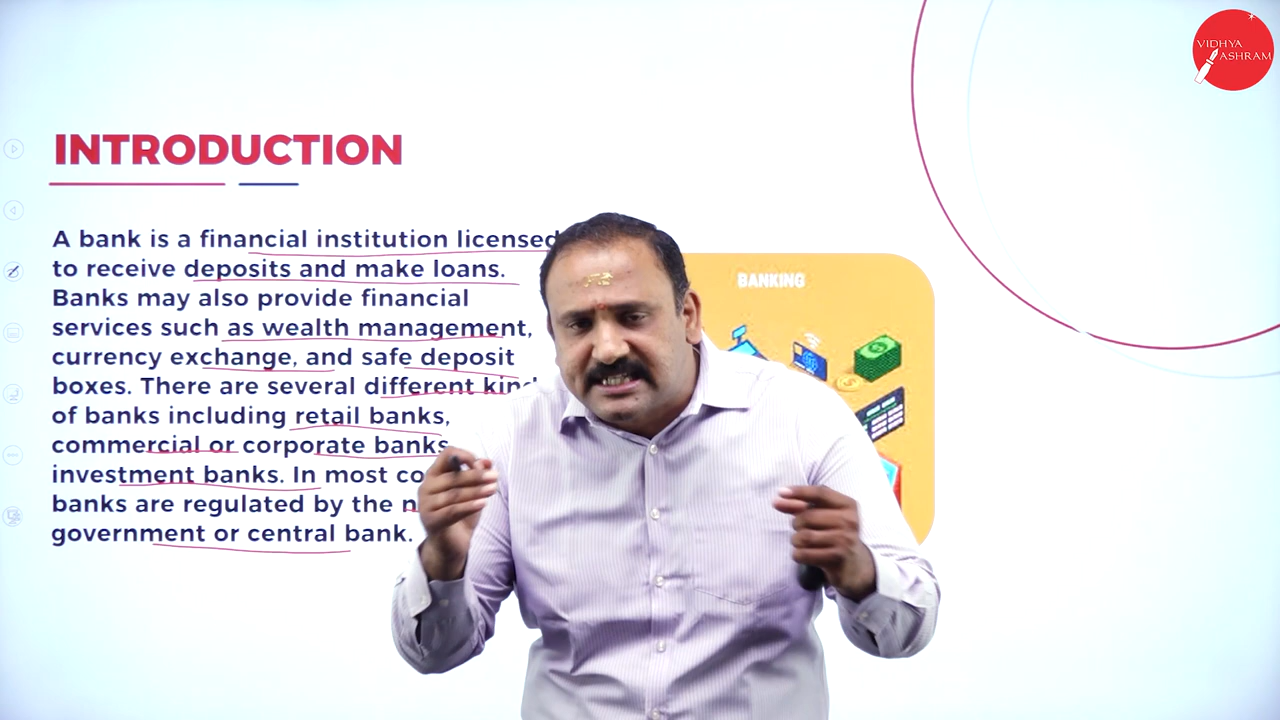 VIDHYA
ASHRAM
INTRODUCTION
A bank is a financial institution licensed
to receive deposits and make loans.
Banks may also provide financial
services such as wealth management,
currency exchange, and safe deposit
boxes. There are several different
of banks including retail banks,
commercial or corporate banks
investment banks. In most
banks are regulated by the
government or central bank.
BANKING